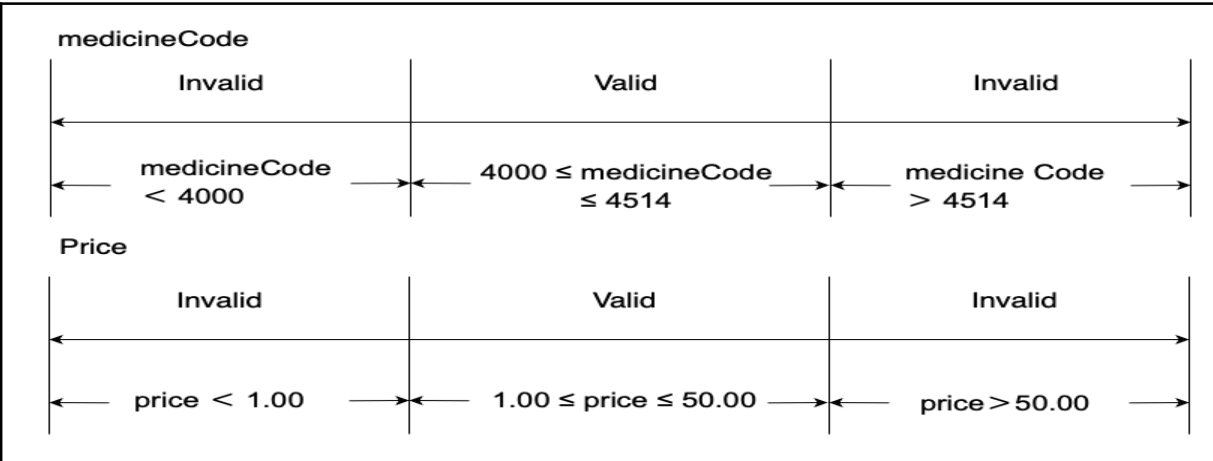 medicineCode
Invalid Valid Invalid
medicineCode 4000 ≤ medicineCode medicine Code
< 4000 ≤ 4514 > 4514
Price
Invalid Valid Invalid
price < 1.00 1.00 ≤ price ≤ 50.00 price > 50.00